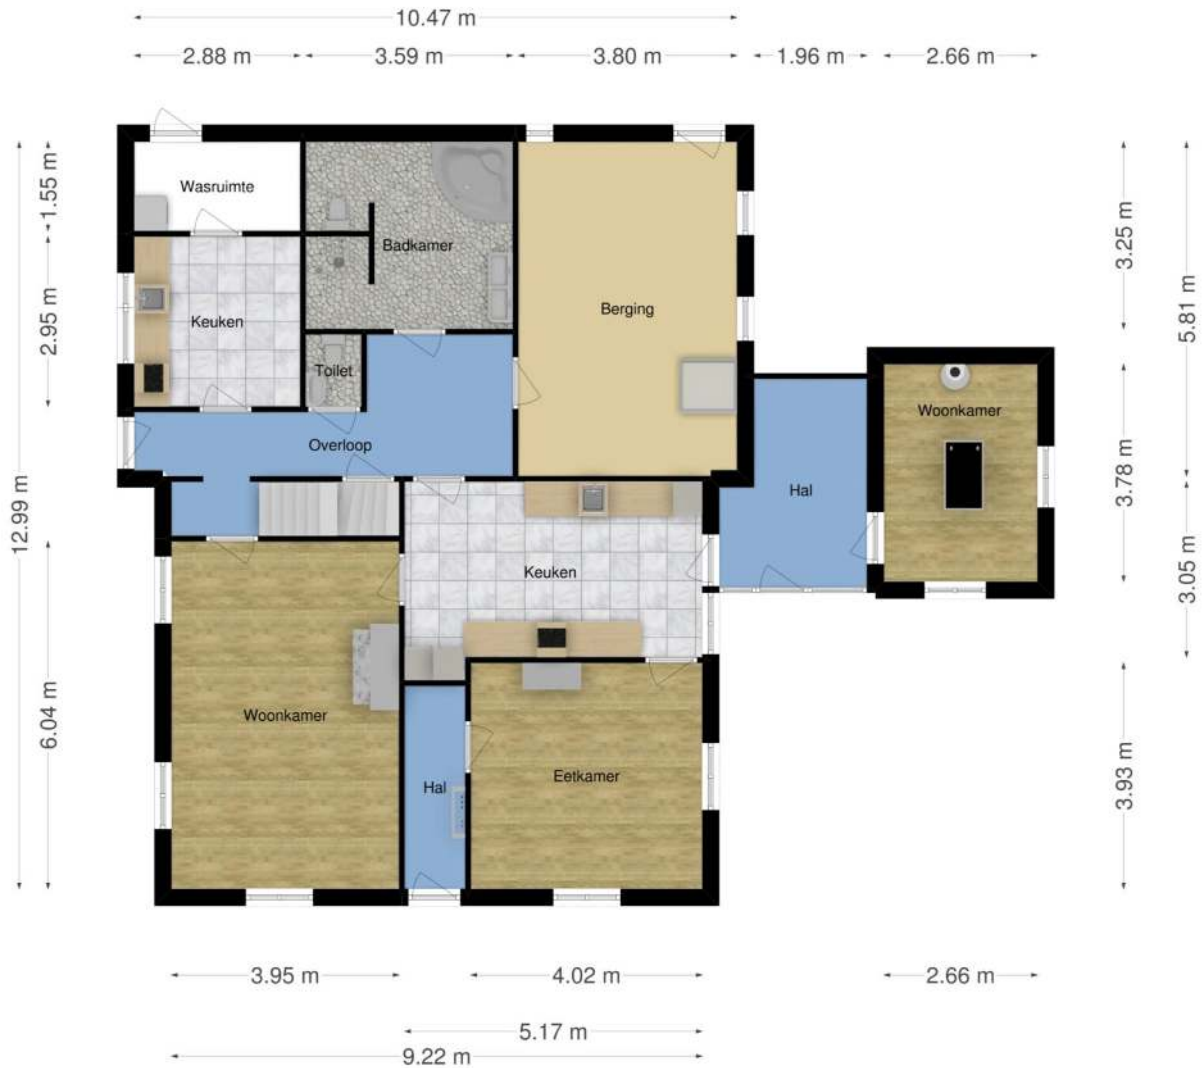 10.47 m
2.88 m
3.59 m
3.80 m
1.96 m
2.66 m
Wasruimte
Badkamer
Keuken
Toilet
Berging
Overloop
Hal
Woonkamer
Keuken
Woonkamer
Hal
Eetkamer
12.99 m
1.55 m
2.95 m
6.04 m
3.25 m
3.78 m
3.93 m
5.81 m
3.05 m
3.95 m
4.02 m
2.66 m
5.17 m
9.22 m